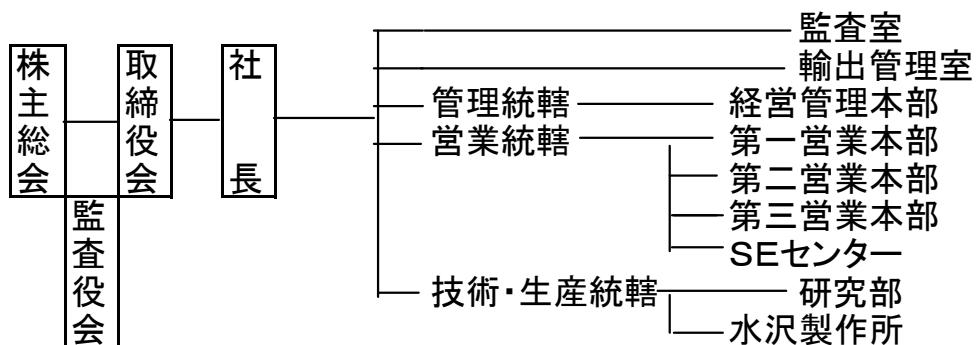 株主総会
取締役会
監査役会
社長
監査室
輸出管理室
管理統轄
経営管理本部
営業統轄
第一営業本部
第二営業本部
第三営業本部
SEセンター
技術・生産統轄
研究部
水沢製作所